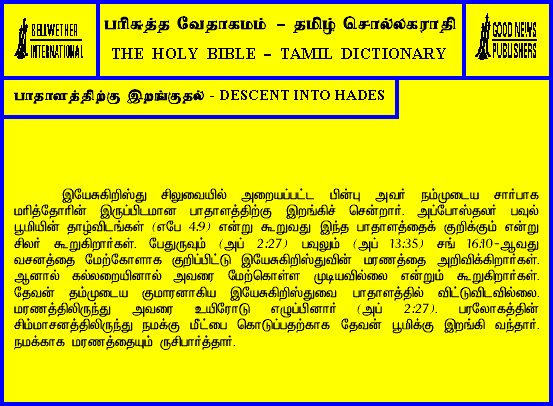 BELLWETHER
INTERNATIONAL
பரிசுத்த வேதாகமம் – தமிழ் சொல்லகராதி
THE HOLY BIBLE – TAMIL DICTIONARY
GOOD NEWS
PUBLISHERS
பாதாளத்திற்கு இறங்குதல் - DESCENT INTO HADES
இயேசுகிறிஸ்து சிலுவையில் அறையப்பட்ட பின்பு அவர் நம்முடைய சார்பாக
மரித்தோரின் இருப்பிடமான பாதாளத்திற்கு இறங்கிச் சென்றார். அப்போஸ்தலர் பவுல்
பூமியின் தாழ்விடங்கள் (எபே 4:9) என்று கூறுவது இந்த பாதாளத்தைக் குறிக்கும் என்று
சிலர் கூறுகிறார்கள். பேதுருவும் (அப் 2:27) பவுலும் (அப் 13:35) சங் 16:10-ஆவது
வசனத்தை மேற்கோளாக குறிப்பிட்டு இயேசுகிறிஸ்துவின் மரணத்தை அறிவிக்கிறார்கள்.
ஆனால் கல்லறையினால் அவரை மேற்கொள்ள முடியவில்லை என்றும் கூறுகிறார்கள்.
தேவன் தம்முடைய குமாரனாகிய இயேசுகிறிஸ்துவை பாதாளத்தில் விட்டுவிடவில்லை.
மரணத்திலிருந்து அவரை உயிரோடு எழுப்பினார் (அப் 2:27). பரலோகத்தின்
சிம்மாசனத்திலிருந்து நமக்கு மீட்பை கொடுப்பதற்காக தேவன் பூமிக்கு இறங்கி வந்தார்.
நமக்காக மரணத்தையும் ருசிபார்த்தார்.